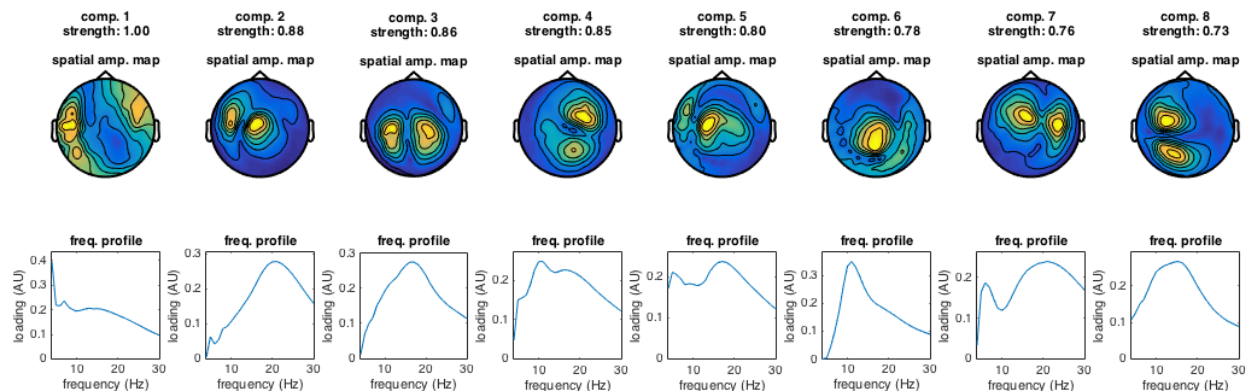 comp. 1 comp. 2 comp. 3 comp. 4 comp. 5 comp. 6 comp. 7 comp. 8
strength: 1.00 strength: 0.88 strength: 0.86 strength: 0.85 strength: 0.80 strength: 0.78 strength: 0.76 strength: 0.73
spatial amp. map spatial amp. map spatial amp. map spatial amp. map spatial amp. map spatial amp. map spatial amp. map spatial amp. map
freq. profile freq. profile freq. profile freq. profile freq. profile freq. profile freq. profile freq. profile
loading (AU) loading (AU) loading (AU) loading (AU) loading (AU) loading (AU) loading (AU) loading (AU)
0.4 0.3 0.3 0.2 0.2 0.3 0.2 0.2
0.3 0.2 0.2 0.1 0.1 0.2 0.1 0.1
0.2 0.1 0.1 0 0 0.1 0 0
0.1 0 0 0
0
10 20 30 10 20 30 10 20 30 10 20 30 10 20 30 10 20 30 10 20 30 10 20 30
frequency (Hz) frequency (Hz) frequency (Hz) frequency (Hz) frequency (Hz) frequency (Hz) frequency (Hz) frequency (Hz)